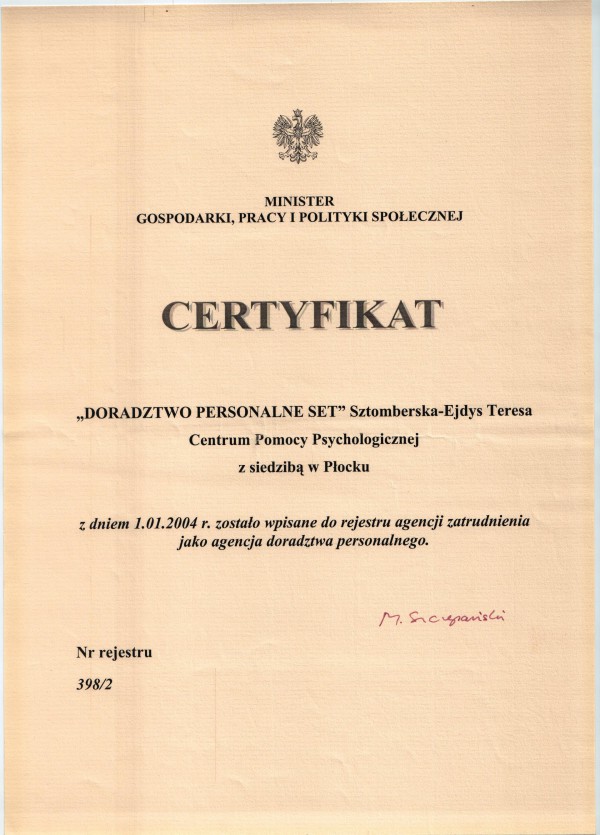 MINISTER
GOSPODARKI, PRACY I POLITYKI SPOŁECZNEJ
CERTYFIKAT
„DORADZTWO PERSONALNE SET” Sztomberska-Ejdys Teresa
Centrum Pomocy Psychologicznej
z siedzibą w Płocku
z dniem 1.01.2004 r. zostało wpisane do rejestru agencji zatrudnienia
jako agencja doradztwa personalnego.
M. Szczepański
Nr rejestru
398/2